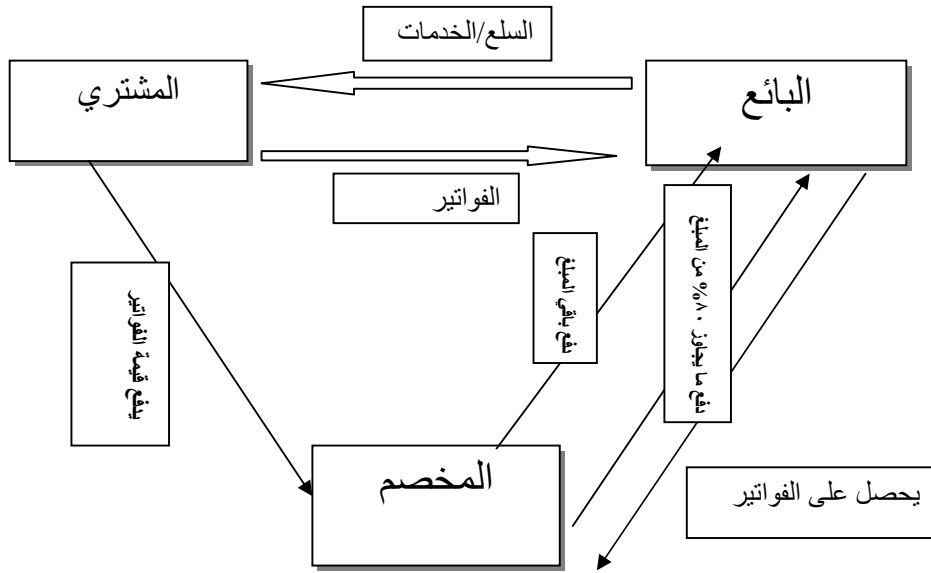 السلع/الخدمات
البائع
المشتري
الفواتير
دفع ما يجاوز ٨٠% من المبلغ
دفع باقي المبلغ
يدفع قيمة الفواتير
المخصم
يحصل على الفواتير